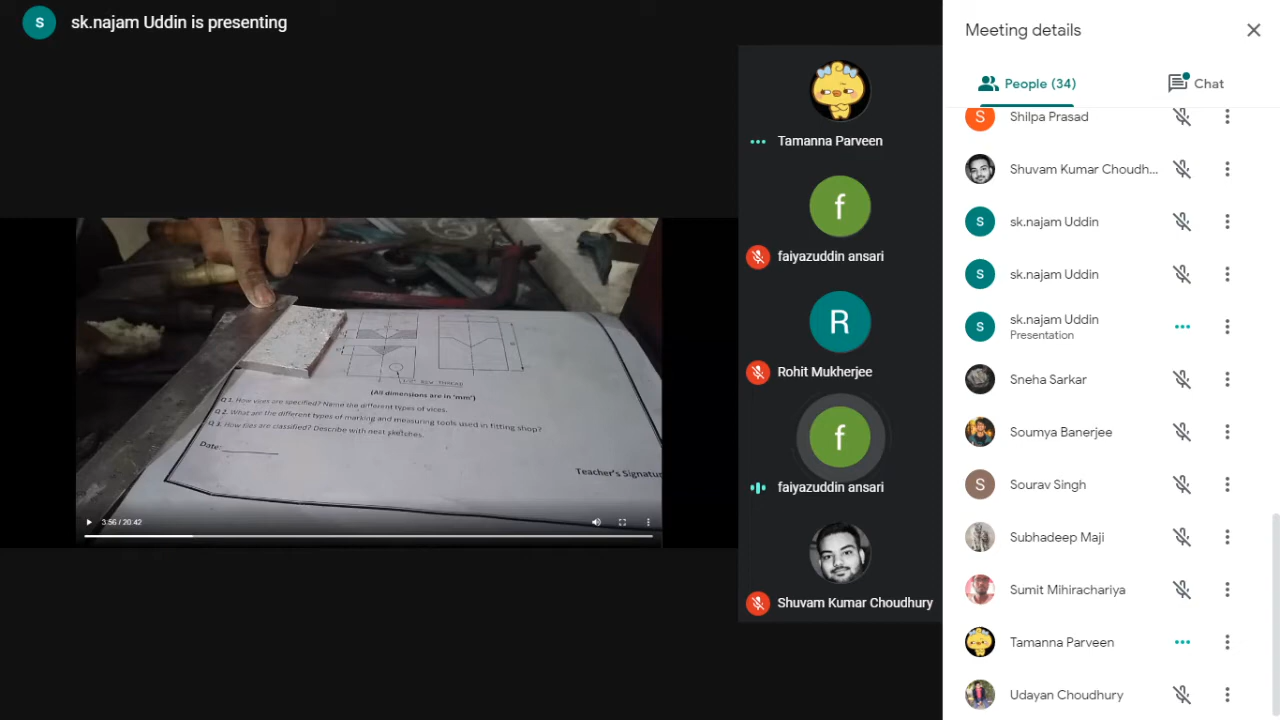 s
sk.najam Uddin is presenting
Tamanna Parveen
f
faiyazuddin ansari
R
Rohit Mukherjee
f
faiyazuddin ansari
Shuvam Kumar Choudhury
(All dimensions are in 'mm')
Q 1. How vices are specified? Name the different types of vices.
Q 2. What are the different types of marking and measuring tools used in fitting shop?
Q 3. How files are classified? Describe with neat sketches.
Date:
Teacher's Signatu
3:56 / 20:42
Meeting details
People (34)
Chat
S
Shilpa Prasad
Shuvam Kumar Choudh...
s
sk.najam Uddin
s
sk.najam Uddin
s
sk.najam Uddin
Presentation
Sneha Sarkar
Soumya Banerjee
S
Sourav Singh
Subhadeep Maji
Sumit Mihirachariya
Tamanna Parveen
Udayan Choudhury